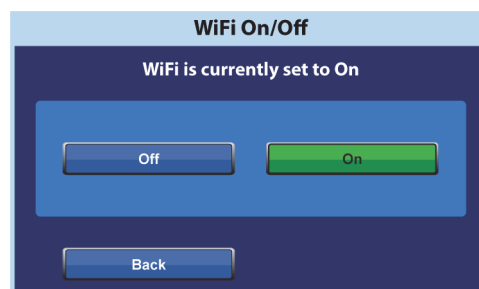 WiFi On/Off
WiFi is currently set to On
Off
On
Back